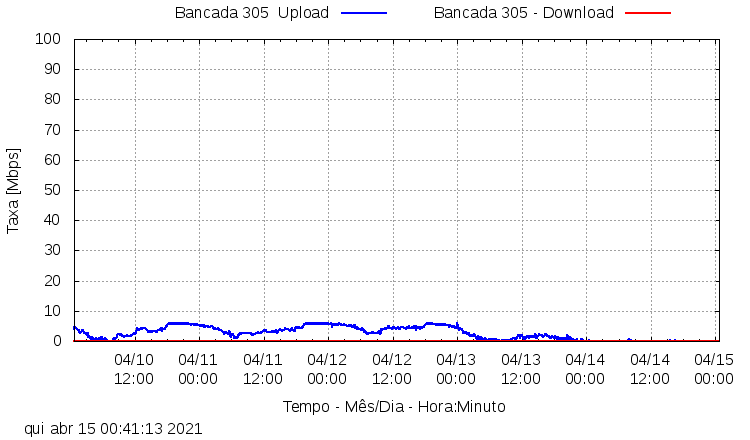 Bancada 305  Upload
Bancada 305 - Download
100
90
80
70
60
50
40
30
20
10
0
Taxa [Mbps]
04/10 04/11 04/11 04/12 04/12 04/13 04/13 04/14 04/14 04/15
12:00 00:00 12:00 00:00 12:00 00:00 12:00 00:00 12:00 00:00
Tempo - Mês/Dia - Hora:Minuto
qui abr 15 00:41:13 2021